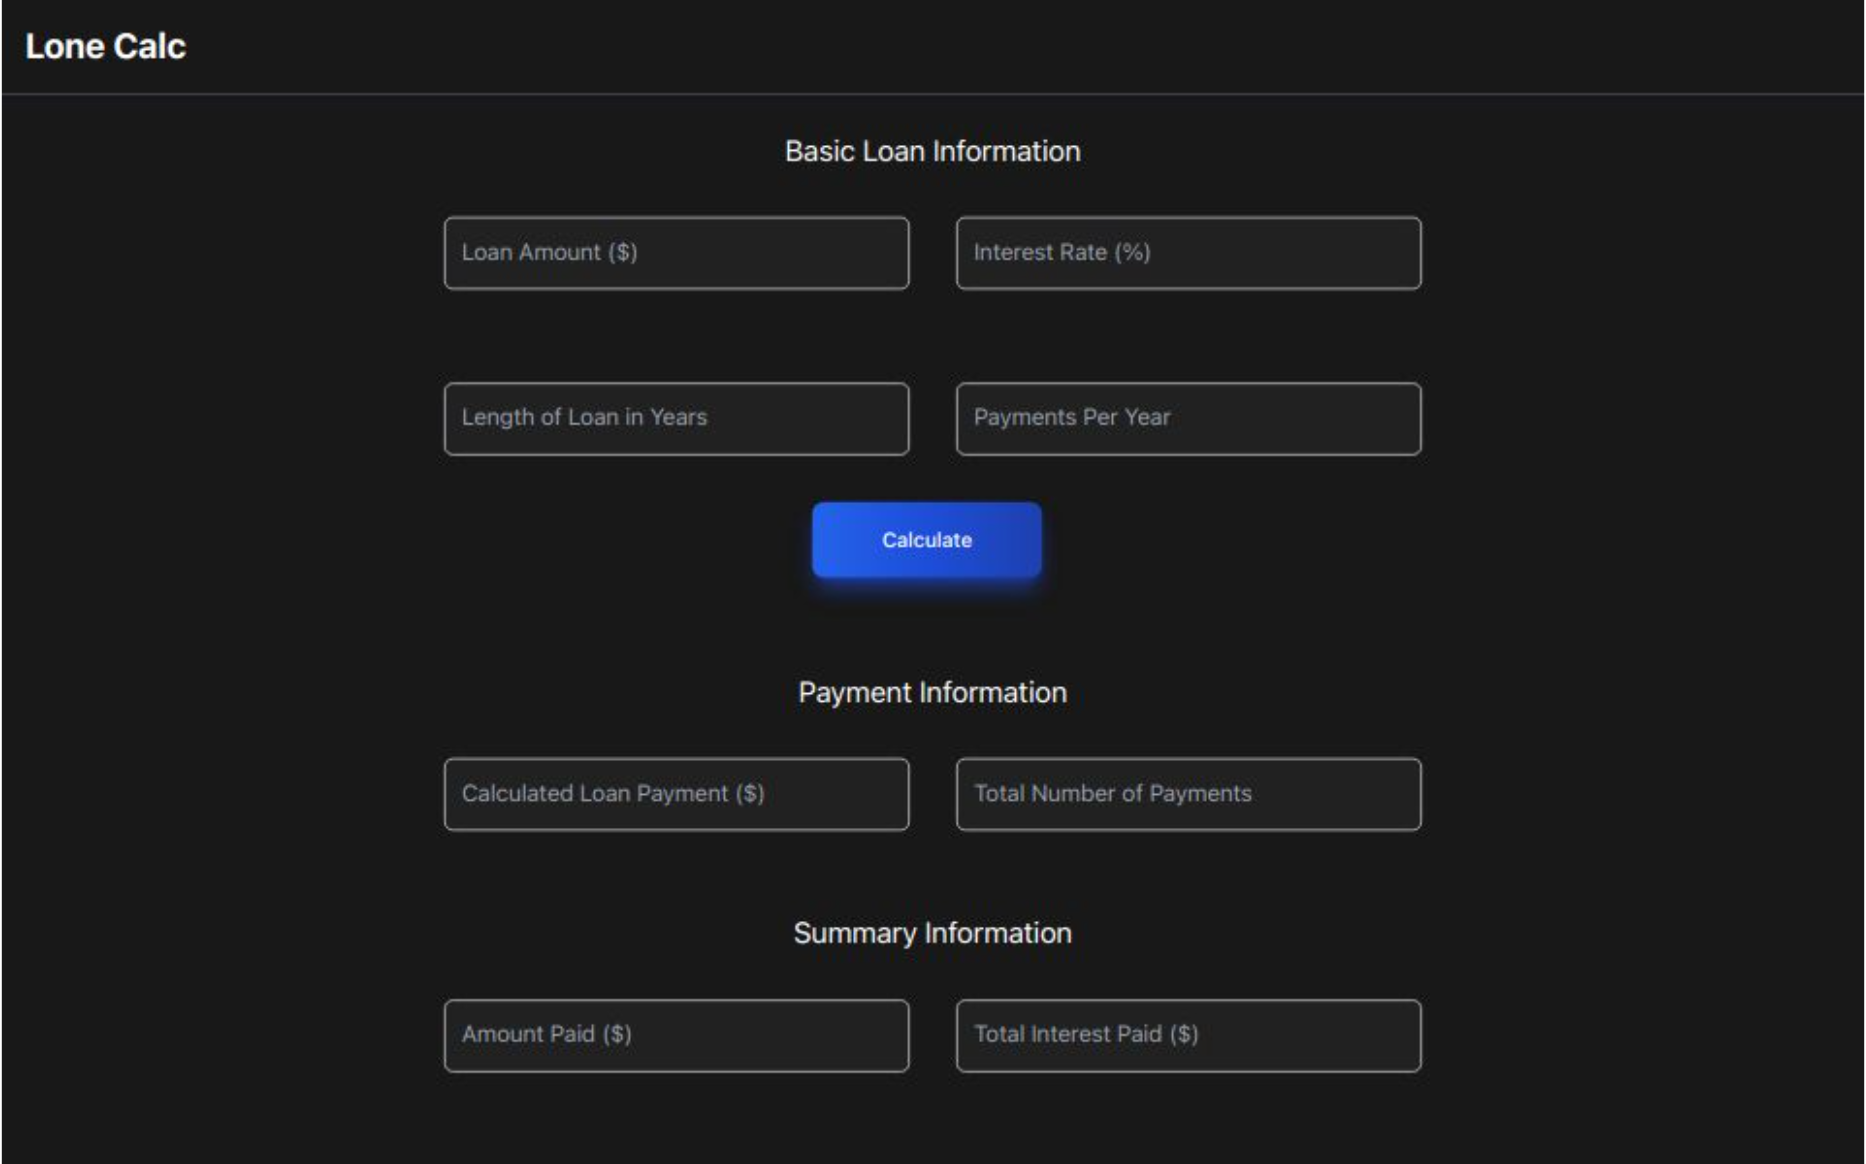 Lone Calc
Basic Loan Information
Loan Amount ($)
Interest Rate (%)
Length of Loan in Years
Payments Per Year
Calculate
Payment Information
Calculated Loan Payment ($)
Total Number of Payments
Summary Information
Amount Paid ($)
Total Interest Paid ($)